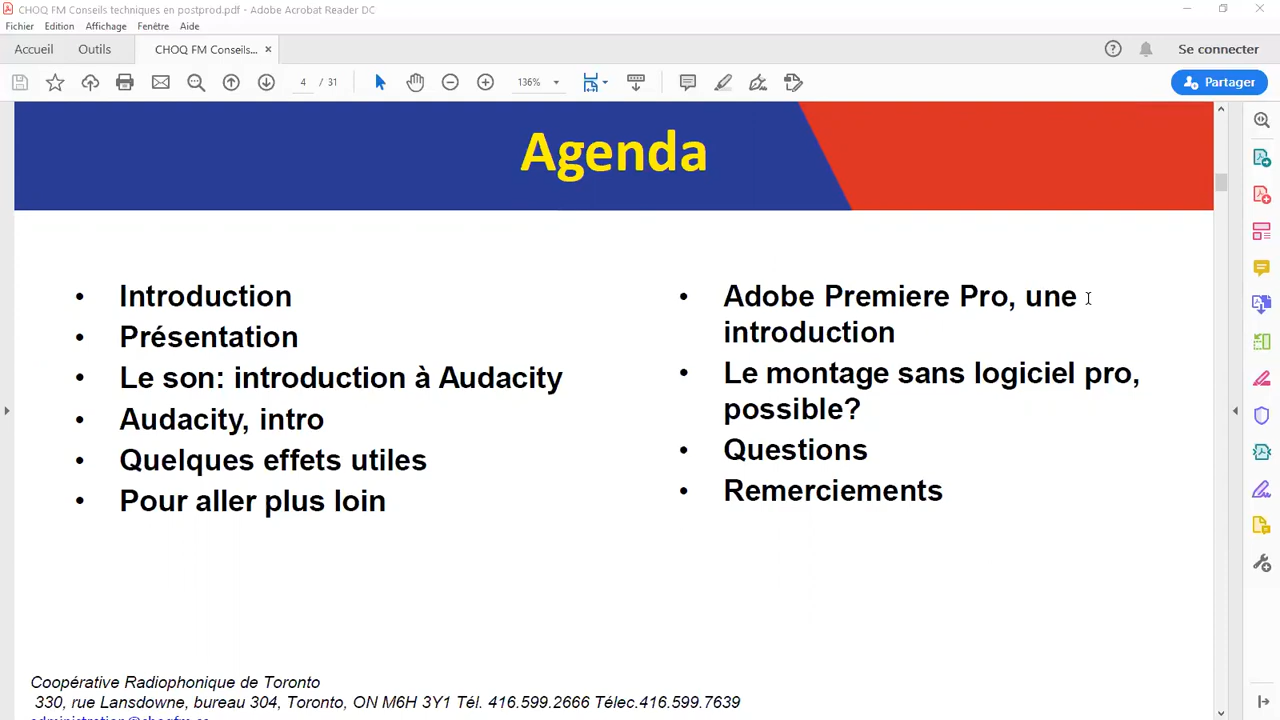 CHOQ FM Conseils techniques en postprod.pdf - Adobe Acrobat Reader DC
Fichier Edition Affichage Fenêtre Aide
Accueil Outils CHOQ FM Conseils... × Se connecter
4 / 31 136% Partager
Agenda
• Introduction
• Présentation
• Le son: introduction à Audacity
• Audacity, intro
• Quelques effets utiles
• Pour aller plus loin
• Adobe Premiere Pro, une
introduction
• Le montage sans logiciel pro,
possible?
• Questions
• Remerciements
Coopérative Radiophonique de Toronto
330, rue Lansdowne, bureau 304, Toronto, ON M6H 3Y1 Tél. 416.599.2666 Télec.416.599.7639